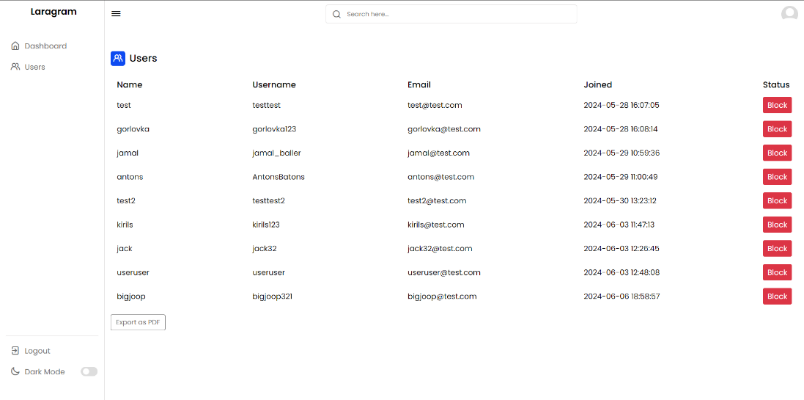 Laragram
Search here...
Dashboard
Users
Users
Name Username Email Joined Status
test testtest test@test.com 2024-05-28 16:07:05 Block
gorlovka gorlovka123 gorlovka@test.com 2024-05-28 16:08:14 Block
jamal jamal_baller jamal@test.com 2024-05-29 10:59:36 Block
antons AntonsBatons antons@test.com 2024-05-29 11:00:49 Block
test2 testtest2 test2@test.com 2024-05-30 13:23:12 Block
kirils kirils123 kirils@test.com 2024-06-03 11:47:13 Block
jack jack32 jack32@test.com 2024-06-03 12:26:45 Block
useruser useruser useruser@test.com 2024-06-03 12:48:08 Block
bigjoop bigjoop321 bigjoop@test.com 2024-06-06 18:58:57 Block
Export as PDF
Logout
Dark Mode